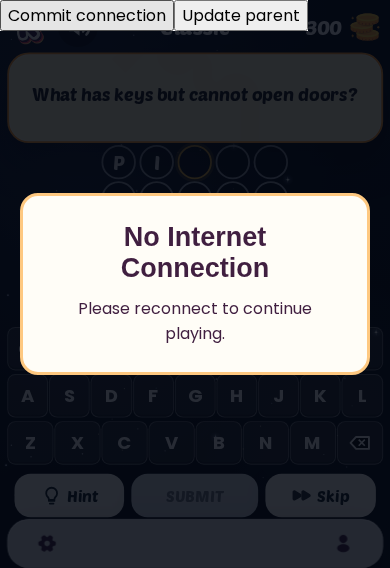 Commit connection Update parent
Classic 300
What has keys but cannot open doors?
P I
No Internet
Connection
Please reconnect to continue
playing.
A S D F G H J K L
Z X C V B N M
Hint SUBMIT Skip